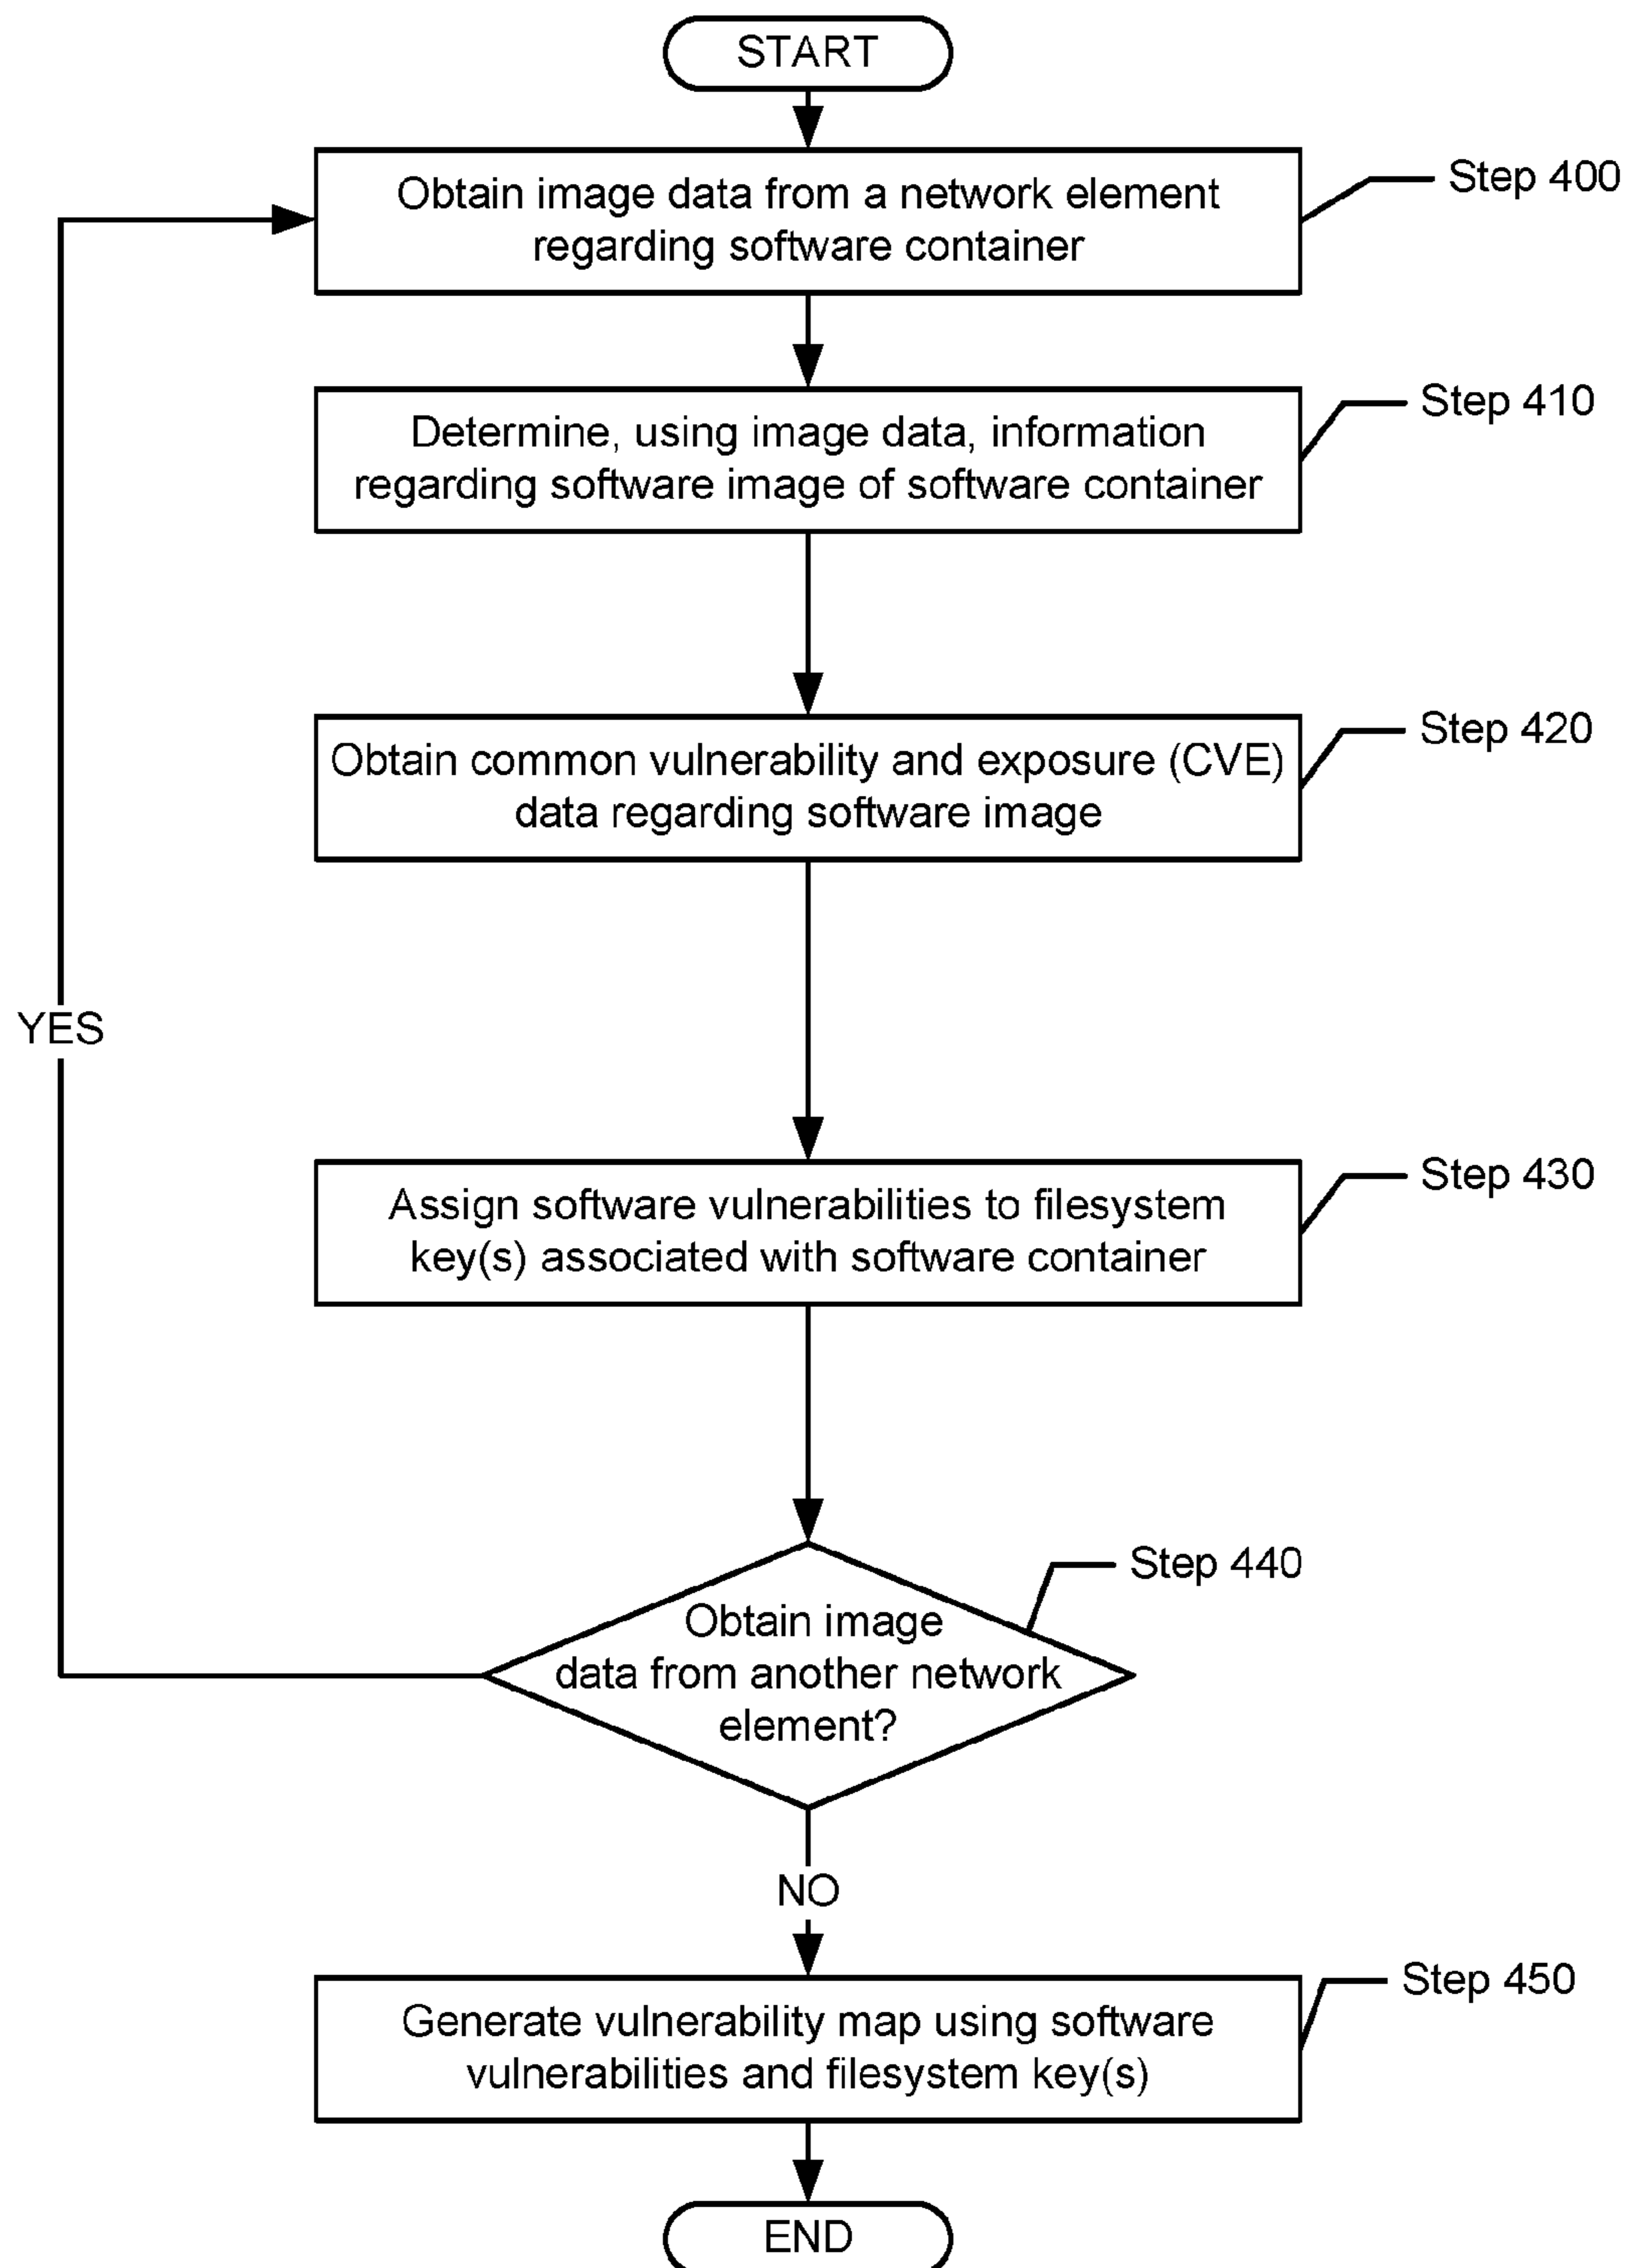 START
Obtain image data from a network element
regarding software container
Step 400
Determine, using image data, information
regarding software image of software container
Step 410
Obtain common vulnerability and exposure (CVE)
data regarding software image
Step 420
YES
Assign software vulnerabilities to filesystem
key(s) associated with software container
Step 430
Step 440
Obtain image
data from another network
element?
NO
Generate vulnerability map using software
vulnerabilities and filesystem key(s)
Step 450
END